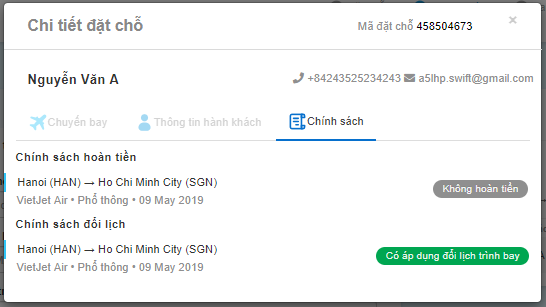 Chi tiết đặt chỗ
Mã đặt chỗ 458504673
×
Nguyễn Văn A
+84243525234243 a5lhp.swift@gmail.com
Chuyến bay Thông tin hành khách Chính sách
Chính sách hoàn tiền
Hanoi (HAN) → Ho Chi Minh City (SGN)
Không hoàn tiền
VietJet Air • Phổ thông • 09 May 2019
Chính sách đổi lịch
Hanoi (HAN) → Ho Chi Minh City (SGN)
Có áp dụng đổi lịch trình bay
VietJet Air • Phổ thông • 09 May 2019